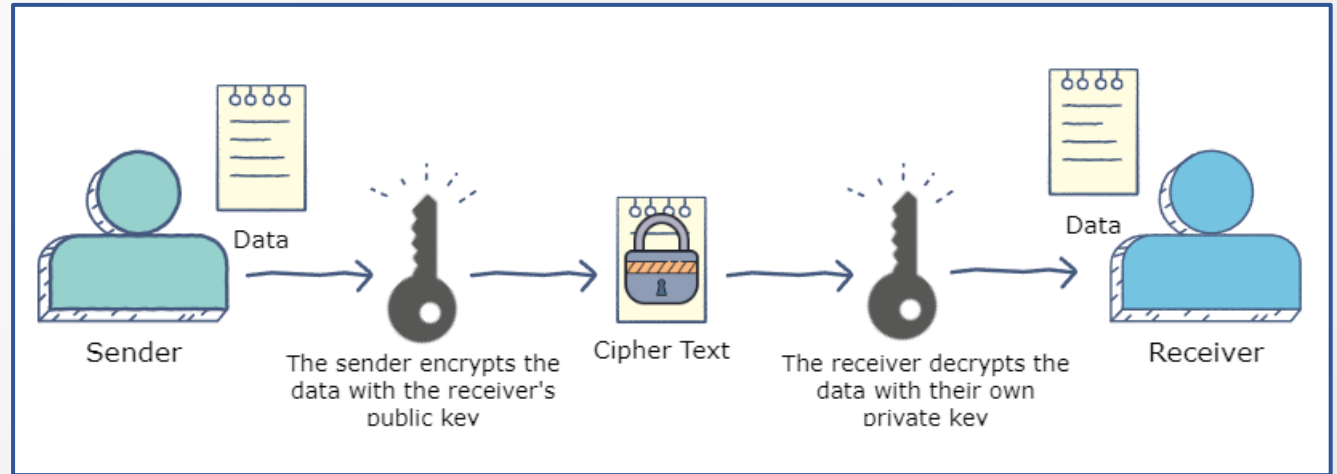 Data
Sender
The sender encrypts the
data with the receiver's
public key
Cipher Text
The receiver decrypts the
data with their own
private key
Data
Receiver